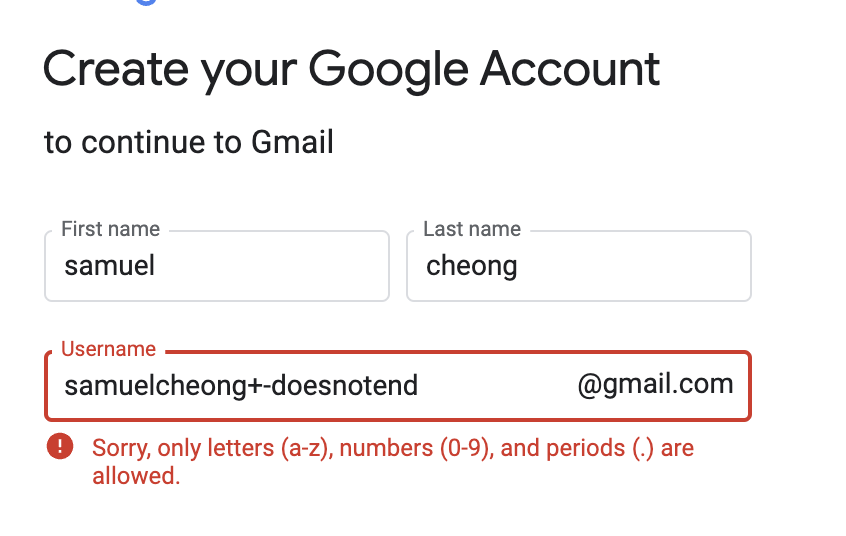 Create your Google Account
to continue to Gmail
First name
Last name
samuel
cheong
Username
samuelcheong+-doesnotend
@gmail.com
Sorry, only letters (a-z), numbers (0-9), and periods (.) are
allowed.